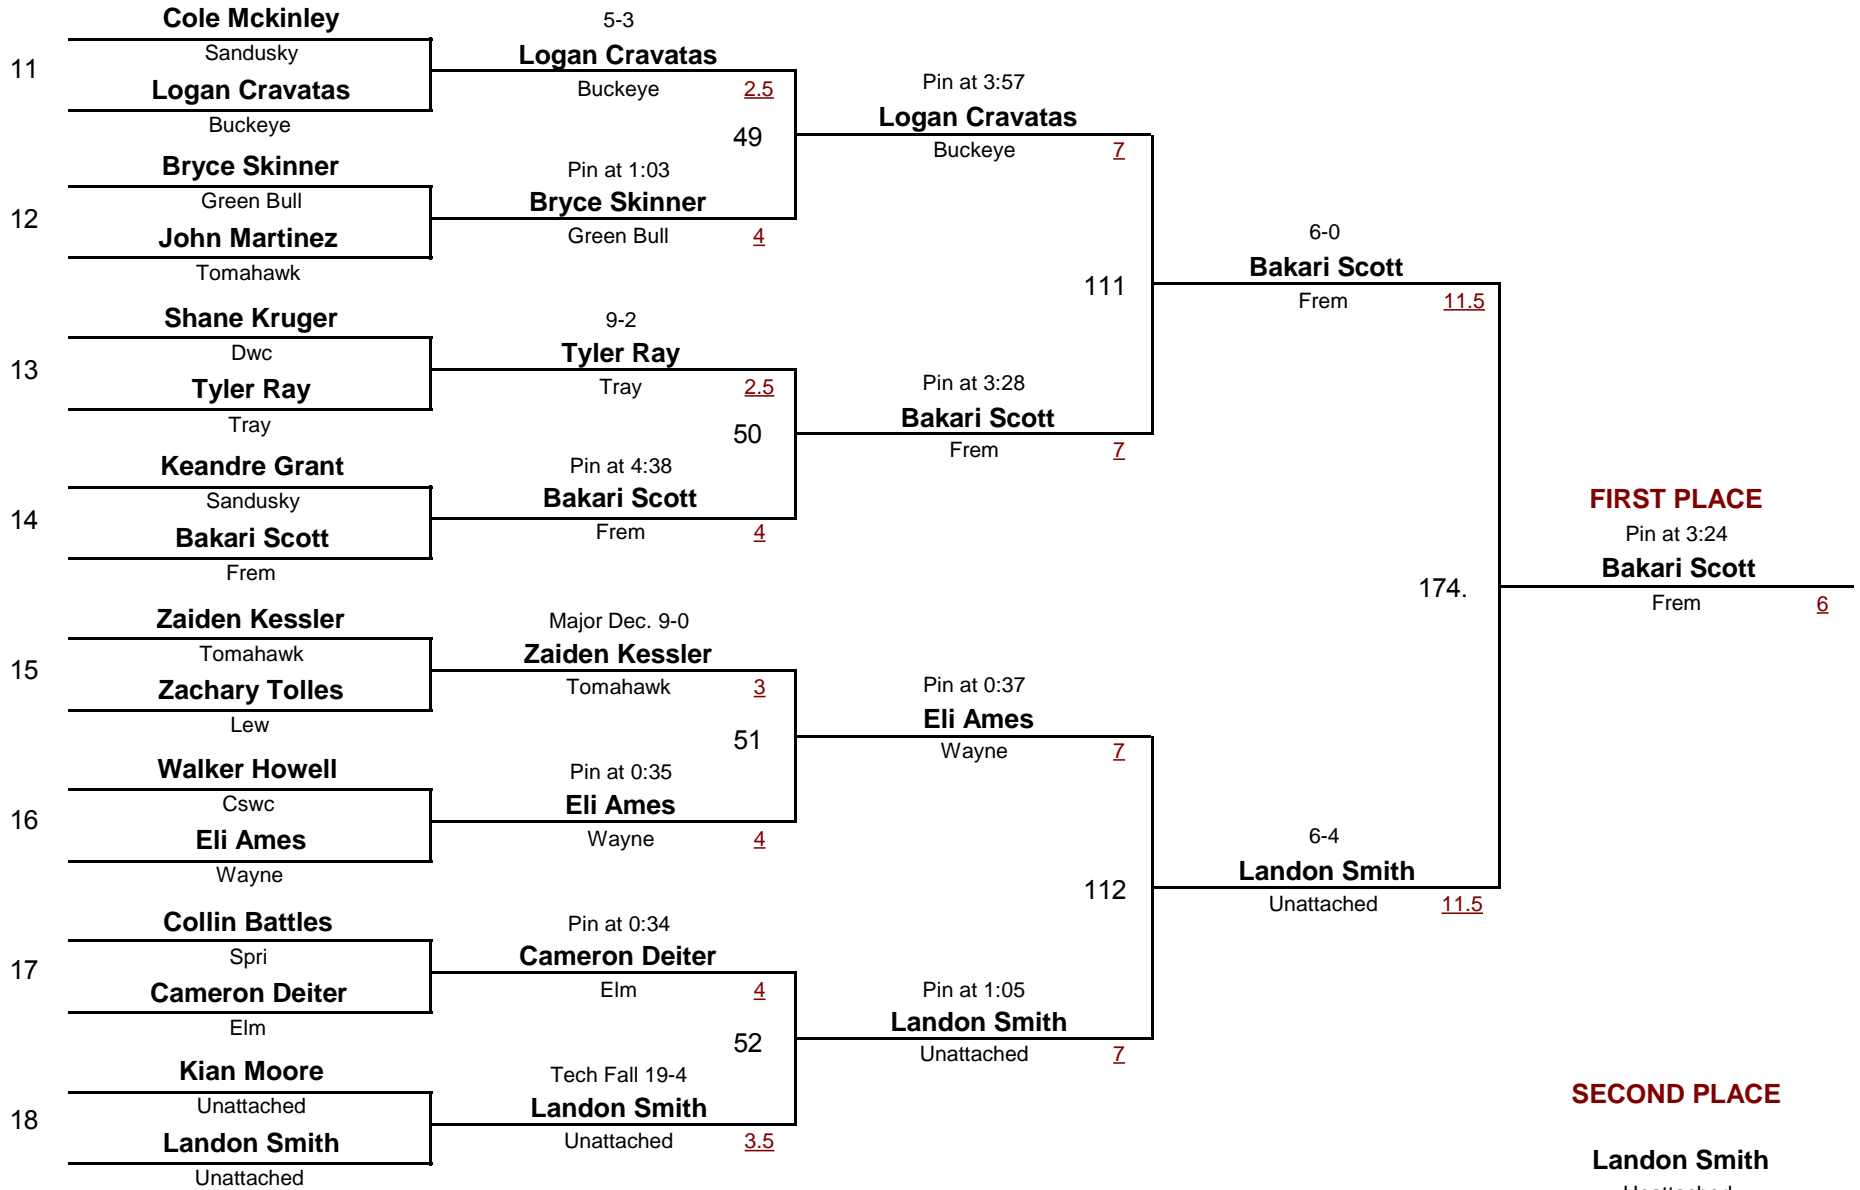 Cole Mckinley
Sandusky
11
Logan Cravatas
Buckeye
Bryce Skinner
Green Bull
12
John Martinez
Tomahawk
Shane Kruger
Dwc
13
Tyler Ray
Tray
Keandre Grant
Sandusky
14
Bakari Scott
Frem
Zaiden Kessler
Tomahawk
15
Zachary Tolles
Lew
Walker Howell
Cswc
16
Eli Ames
Wayne
Collin Battles
Spri
17
Cameron Deiter
Elm
Kian Moore
Unattached
18
Landon Smith
Unattached
5-3
Logan Cravatas
Buckeye 2.5
49
Pin at 1:03
Bryce Skinner
Green Bull 4
9-2
Tyler Ray
Tray 2.5
50
Pin at 4:38
Bakari Scott
Frem 4
Major Dec. 9-0
Zaiden Kessler
Tomahawk 3
51
Pin at 0:35
Eli Ames
Wayne 4
Pin at 0:34
Cameron Deiter
Elm 4
52
Tech Fall 19-4
Landon Smith
Unattached 3.5
Pin at 3:57
Logan Cravatas
Buckeye 7
111
Pin at 3:28
Bakari Scott
Frem 7
Pin at 0:37
Eli Ames
Wayne 7
112
Pin at 1:05
Landon Smith
Unattached 7
6-0
Bakari Scott
Frem 11.5
174.
6-4
Landon Smith
Unattached 11.5
FIRST PLACE
Pin at 3:24
Bakari Scott
Frem 6
SECOND PLACE
Landon Smith
Unattached